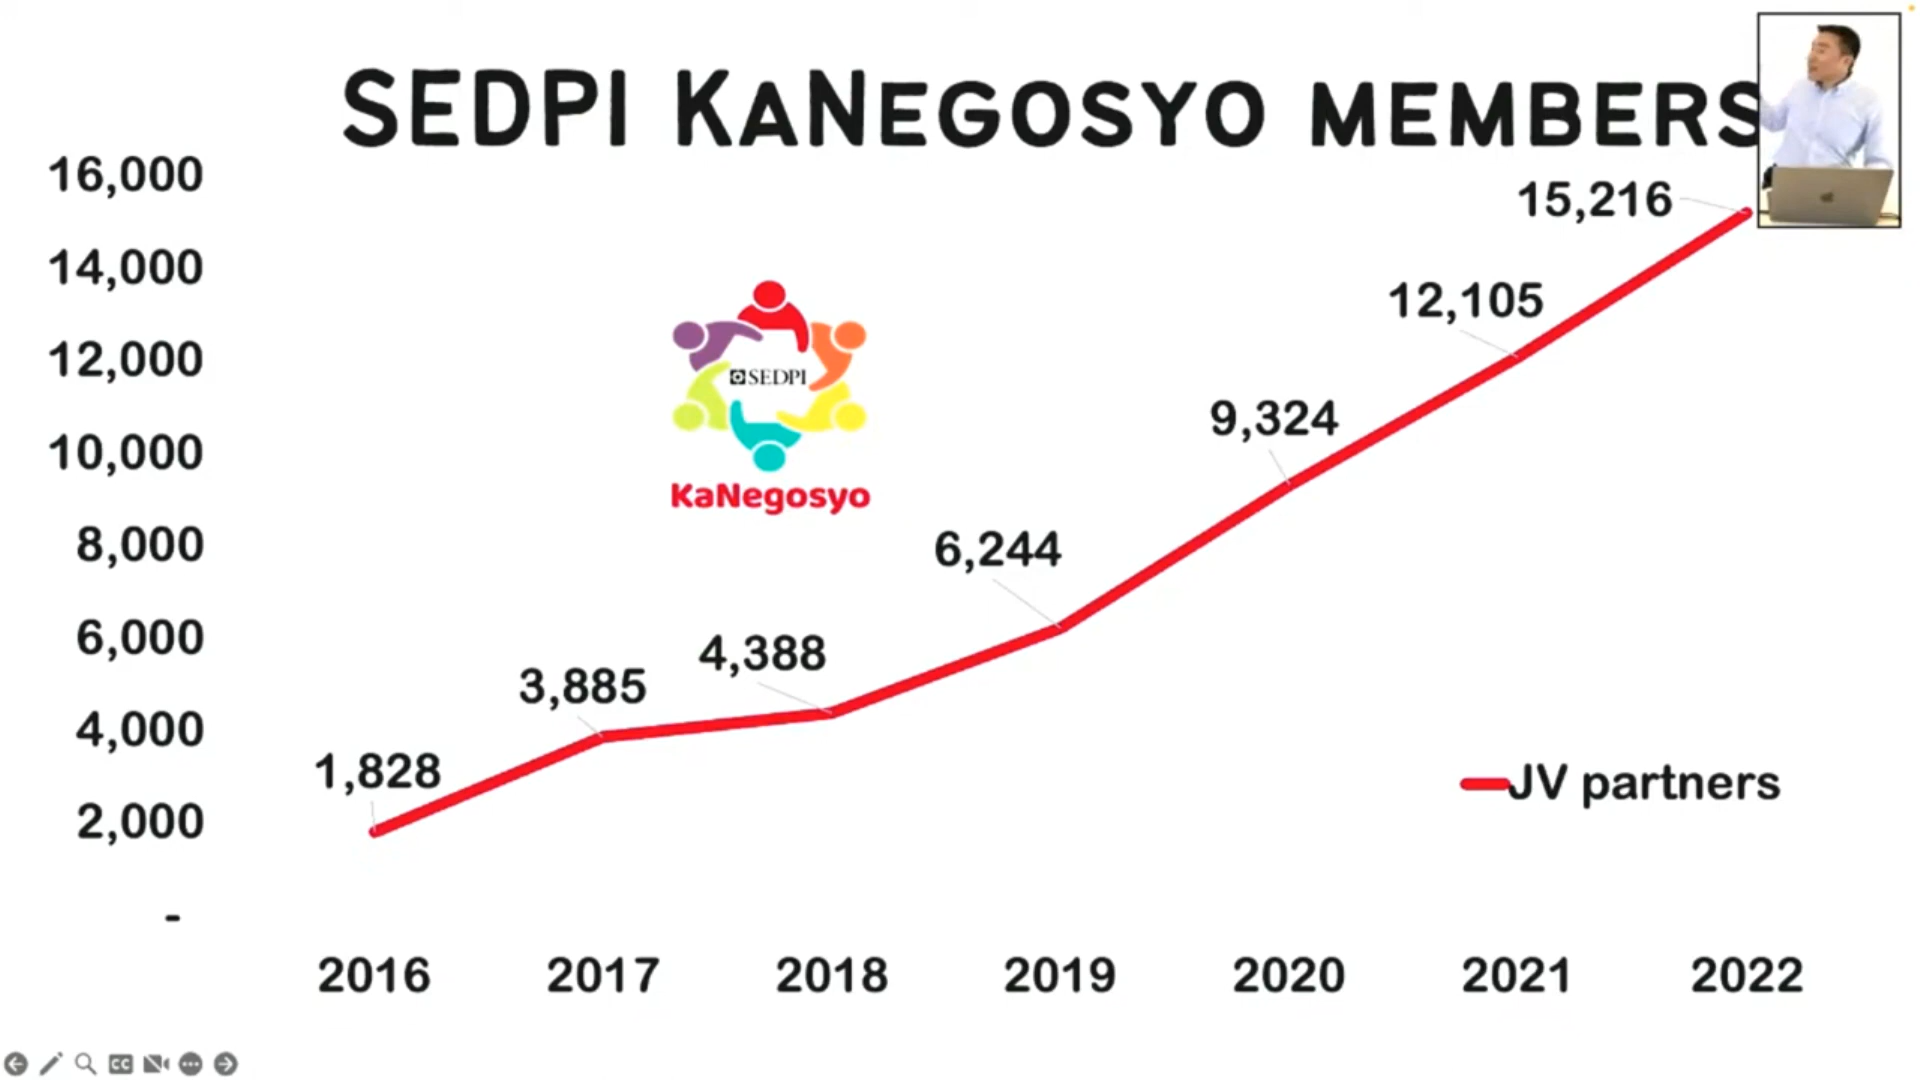 SEDPI KANEGOSYO MEMBERS
16,000
14,000
12,000
10,000
8,000
6,000
4,000
2,000
-
15,216
12,105
9,324
6,244
4,388
3,885
1,828
SEDPI
KaNegosyo
JV partners
2016 2017 2018 2019 2020 2021 2022
CC